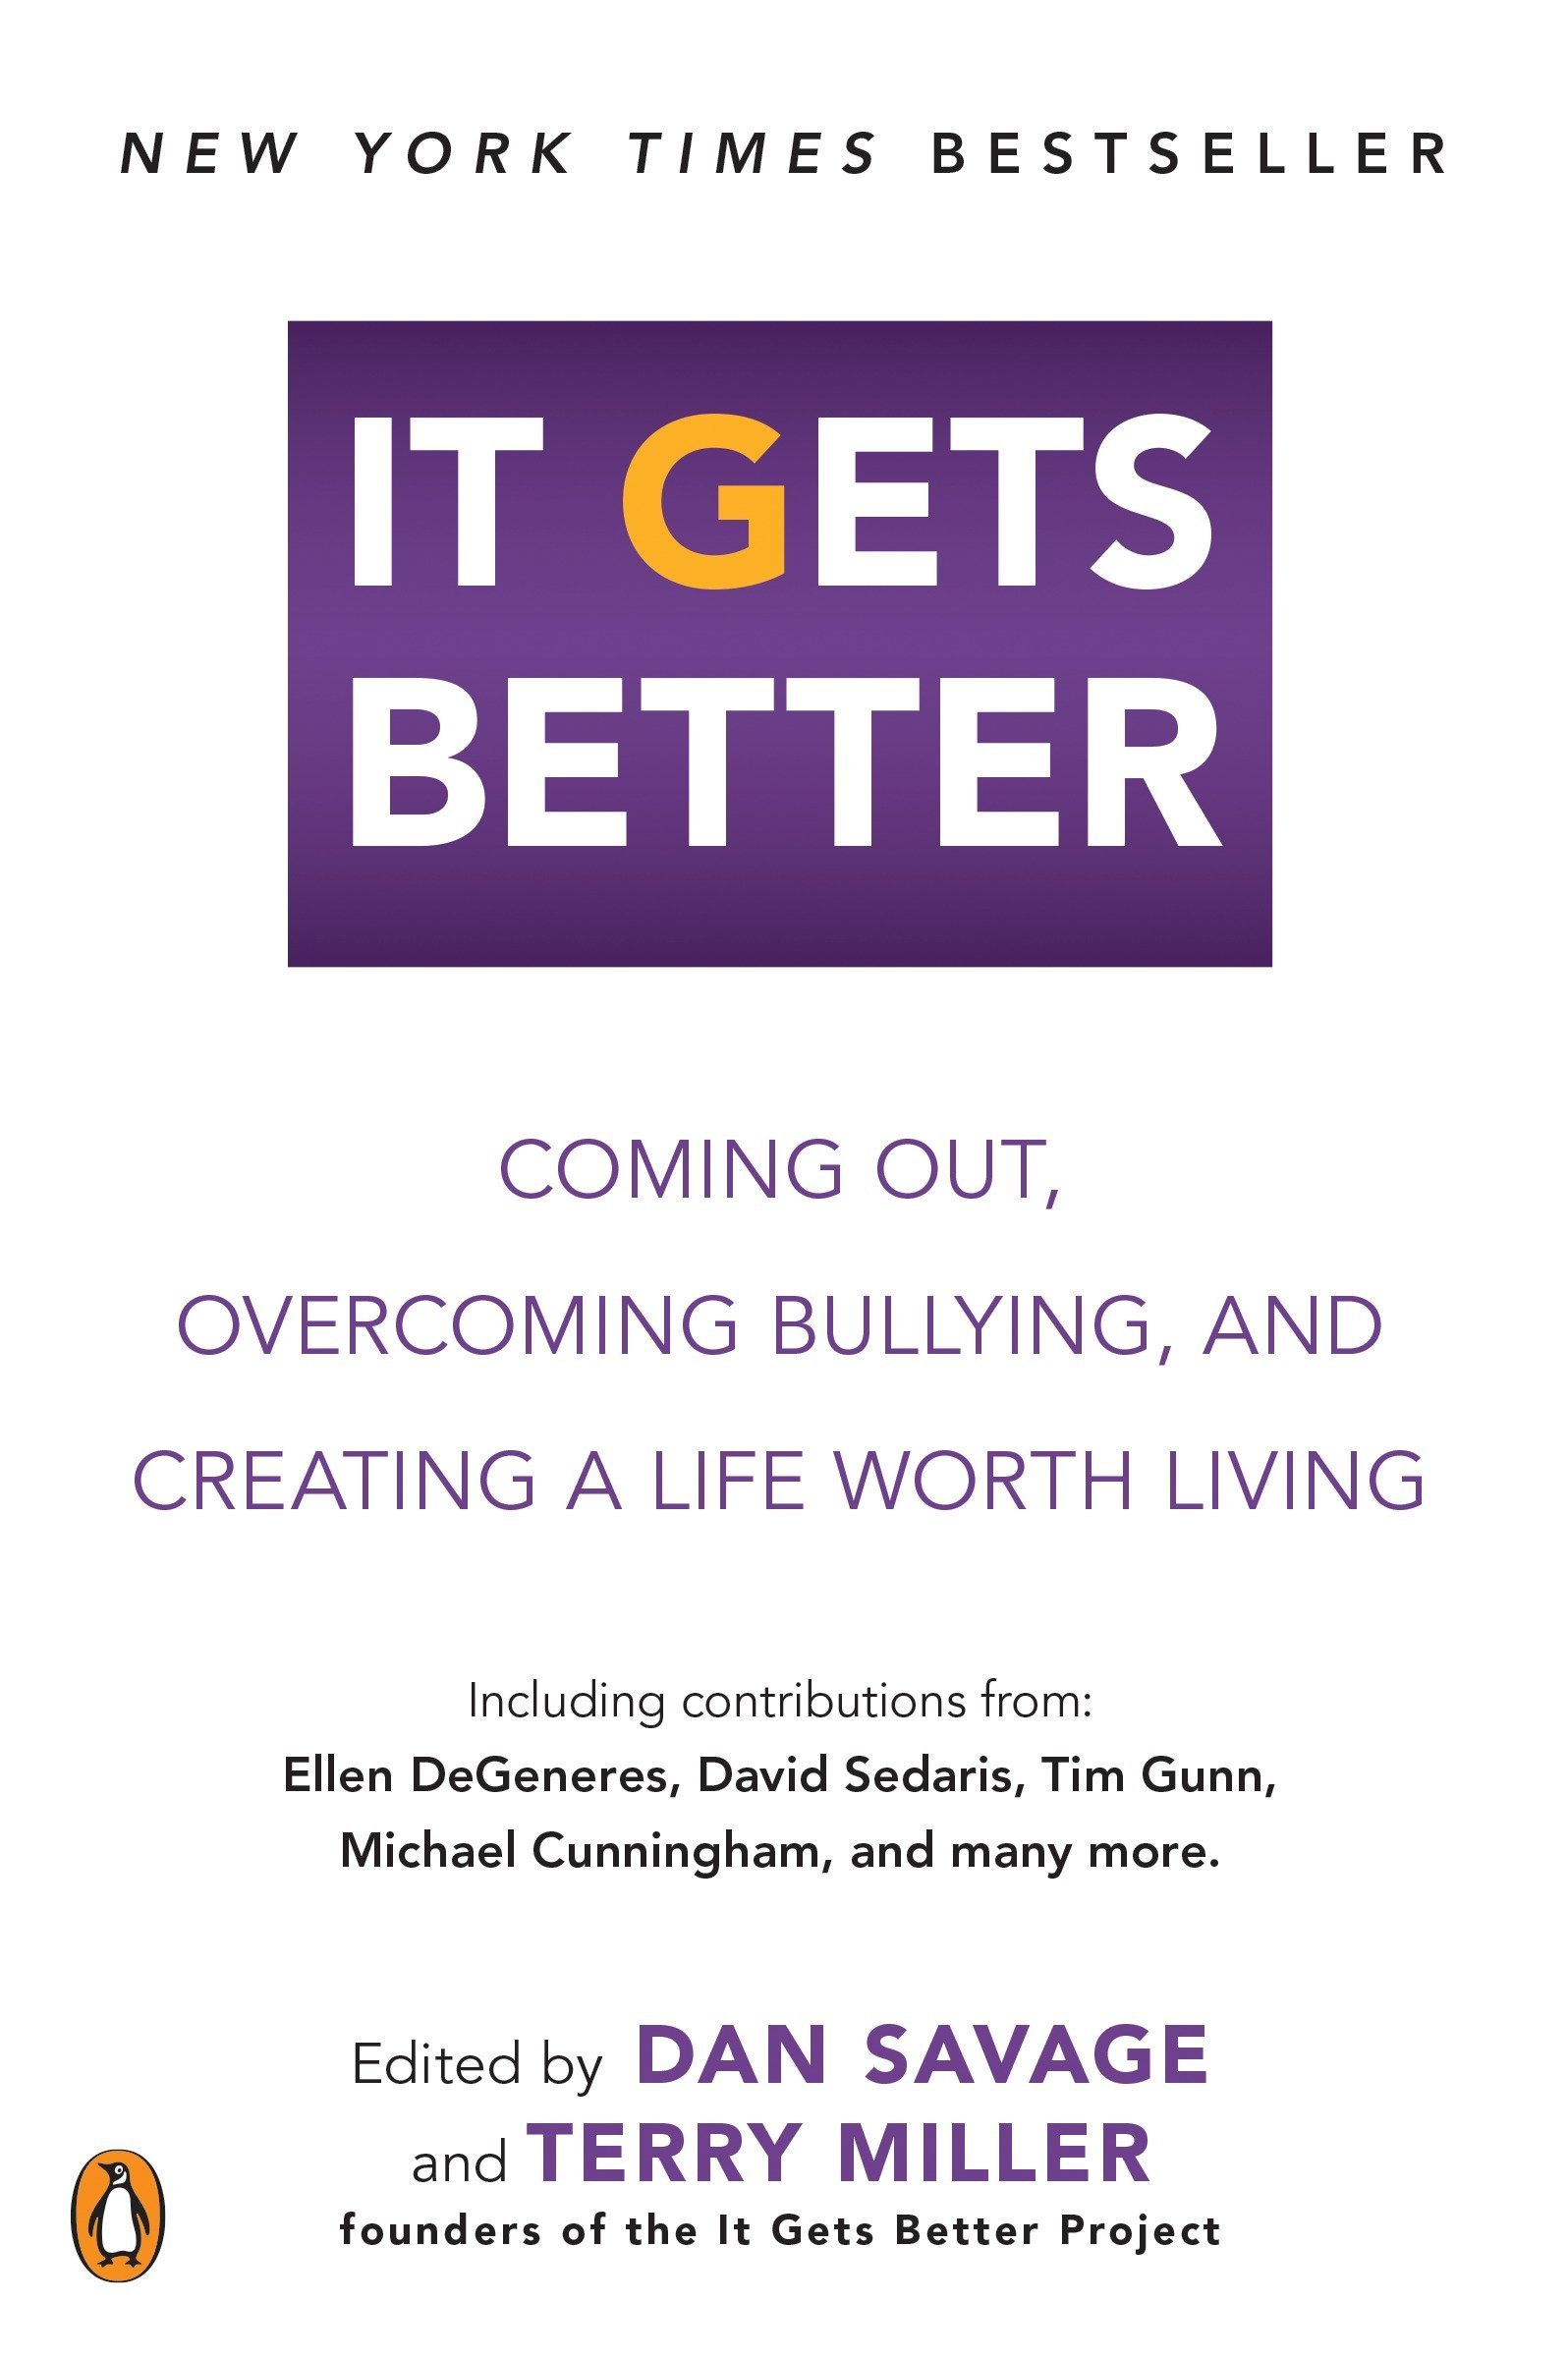 NEW YORK TIMES BESTSELLER
IT GETS
BETTER
COMING OUT,
OVERCOMING BULLYING, AND
CREATING A LIFE WORTH LIVING
Including contributions from:
Ellen DeGeneres, David Sedaris, Tim Gunn,
Michael Cunningham, and many more.
Edited by DAN SAVAGE
and TERRY MILLER
founders of the It Gets Better Project